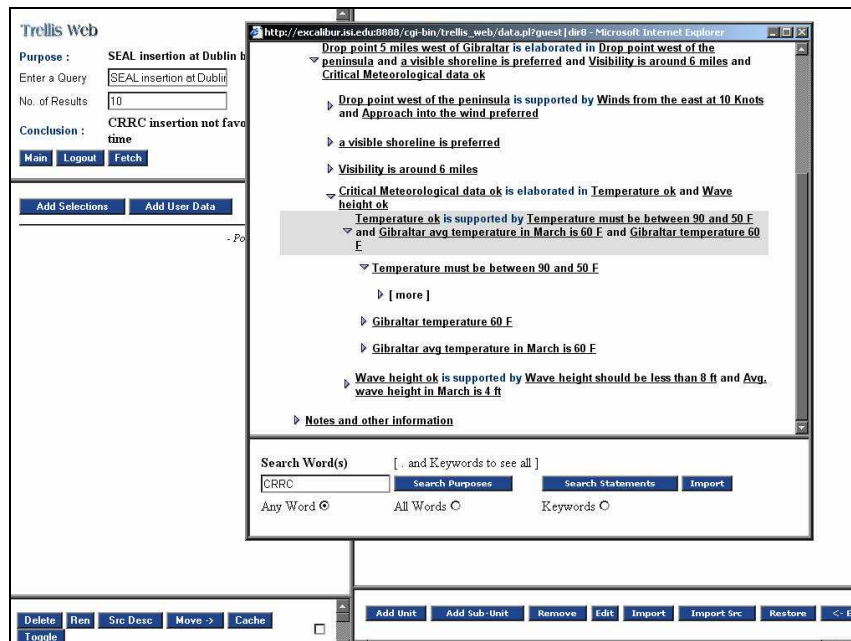 Trellis Web
Purpose : SEAL insertion at Dublin b
Enter a Query SEAL insertion at Dublin
No. of Results 10
Conclusion : CRRC insertion not favo
time
Main Logout Fetch
Add Selections Add User Data
http://excalibur.isi.edu:8888/cgi-bin/trellis_web/data.pl?guest|dir8 - Microsoft Internet Explorer
Drop point 5 miles west of Gibraltar is elaborated in Drop point west of the
peninsula and a visible shoreline is preferred and Visibility is around 6 miles and
Critical Meteorological data ok
Drop point west of the peninsula is supported by Winds from the east at 10 Knots
and Approach into the wind preferred
a visible shoreline is preferred
Visibility is around 6 miles
Critical Meteorological data ok is elaborated in Temperature ok and Wave
height ok
Temperature ok is supported by Temperature must be between 90 and 50 F
and Gibraltar avg temperature in March is 60 F and Gibraltar temperature 60
F
Temperature must be between 90 and 50 F
[ more ]
Gibraltar temperature 60 F
Gibraltar avg temperature in March is 60 F
Wave height ok is supported by Wave height should be less than 8 ft and Avg.
wave height in March is 4 ft
Notes and other information
Search Word(s) [ . and Keywords to see all ]
CRRC Search Purposes Search Statements Import
Any Word All Words Keywords
Delete Ren Src Desc Move -> Cache
Toggle
Add Unit Add Sub-Unit Remove Edit Import Import Src Restore <- E